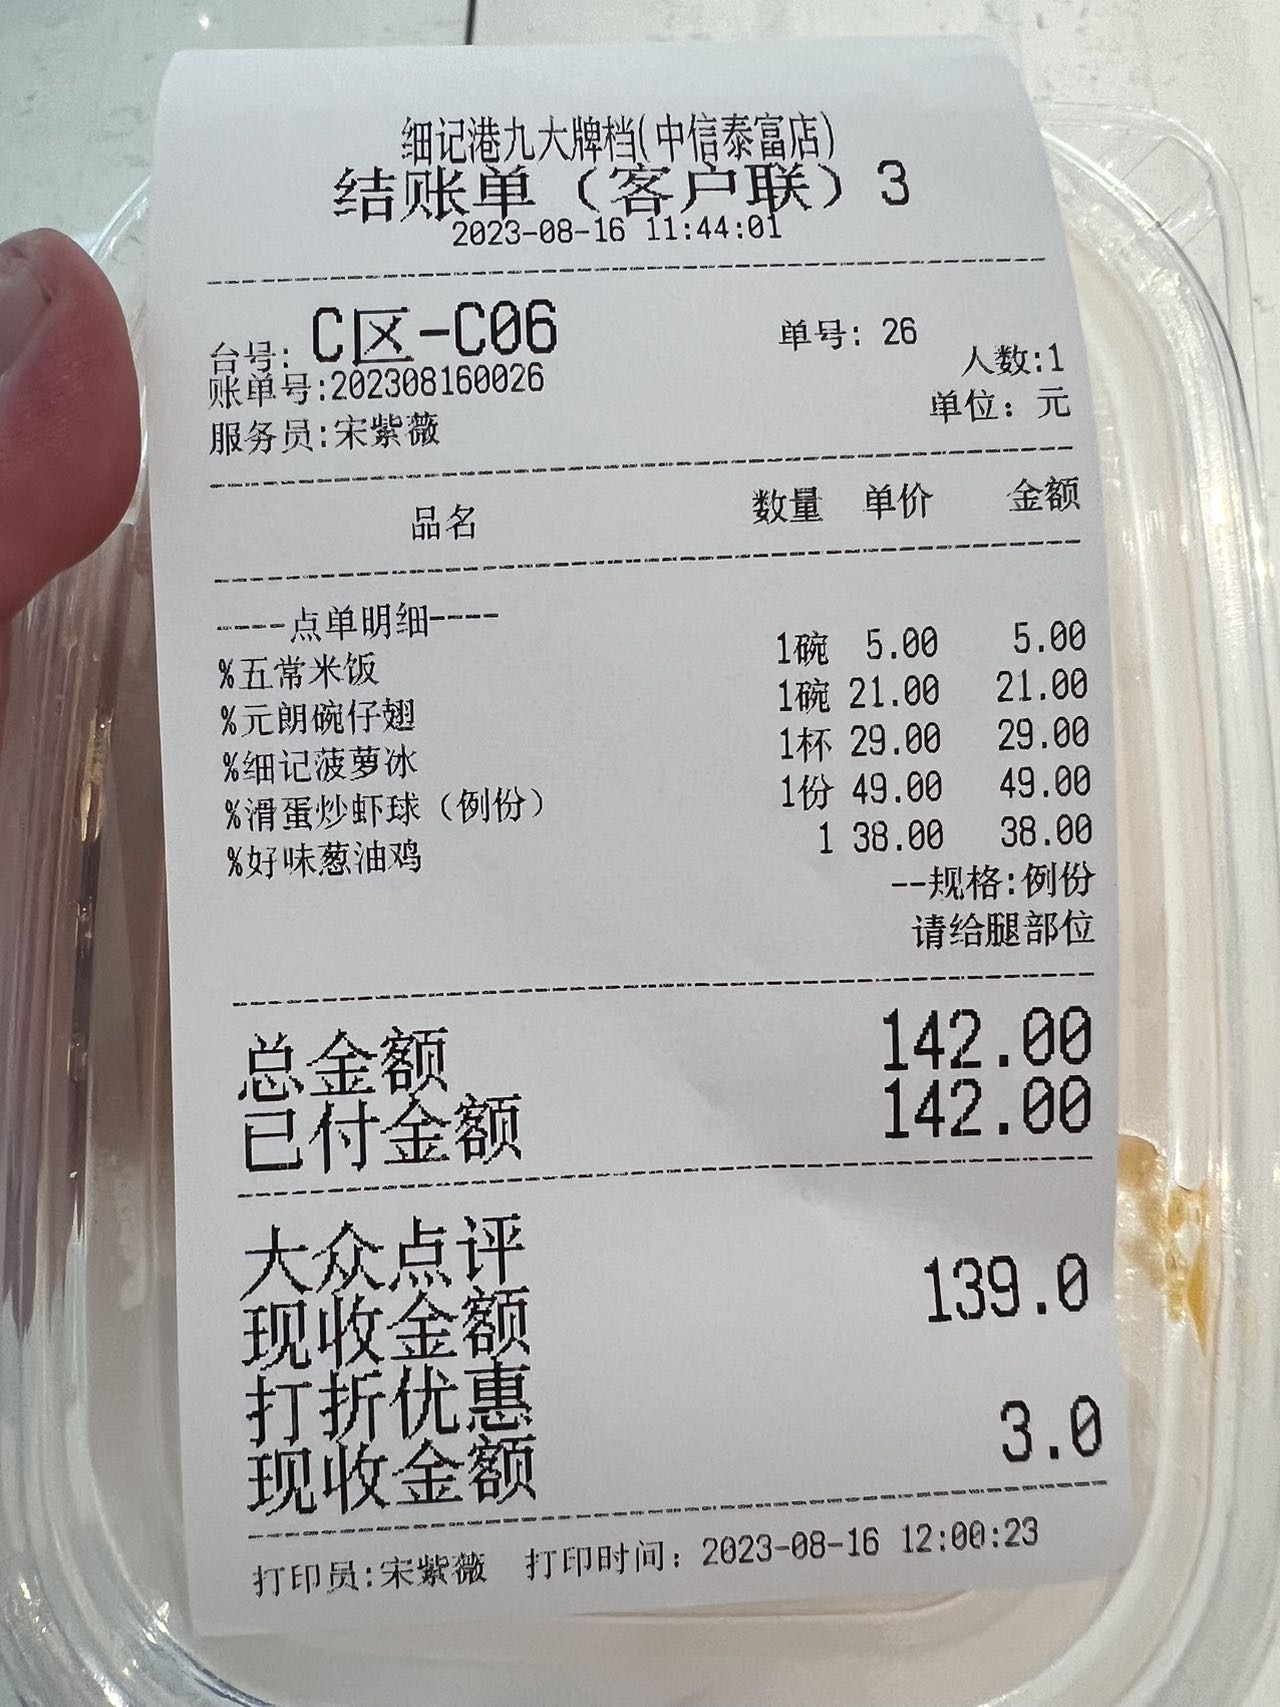 细记港九大牌档(中信泰富店)
结账单（客户联）3
2023-08-16 11:44:01
台号: C区-C06 单号: 26
账单号:202308160026 人数:1
服务员:宋紫薇 单位: 元
品名 数量 单价 金额
----点单明细----
%五常米饭 1碗 5.00 5.00
%元朗碗仔翅 1碗 21.00 21.00
%细记菠萝冰 1杯 29.00 29.00
%滑蛋炒虾球（例份） 1份 49.00 49.00
%好味葱油鸡 1 38.00 38.00
--规格:例份
请给腿部位
总金额 142.00
已付金额 142.00
大众点评
现收金额 139.0
打折优惠
现收金额 3.0
打印员:宋紫薇 打印时间: 2023-08-16 12:00:23